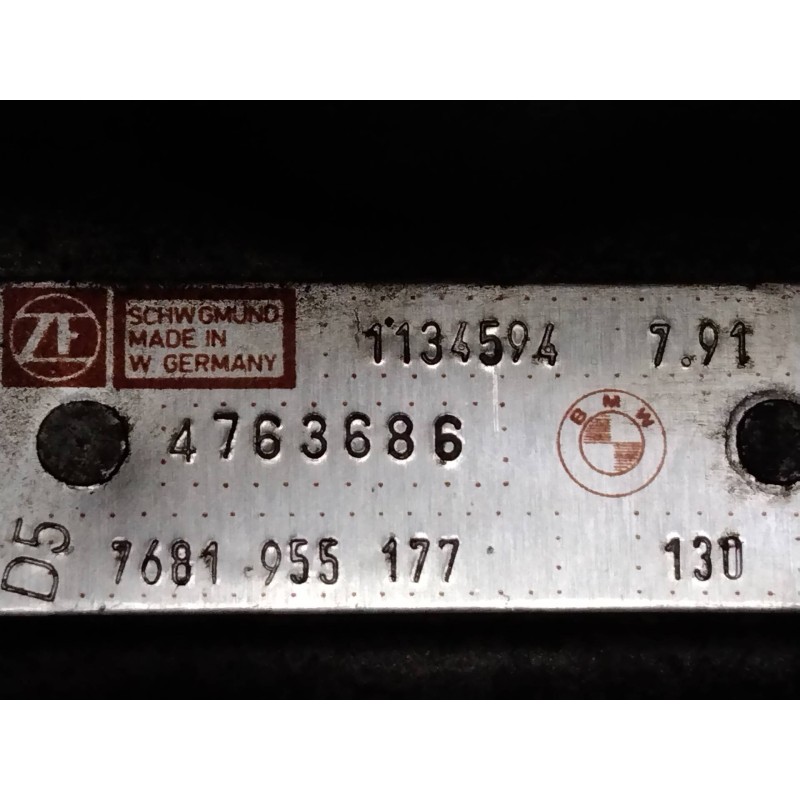 ZF
SCHWGMUND
MADE IN
W. GERMANY
1134594 7.91
4763686
BMW
D5
7681 955 177 130